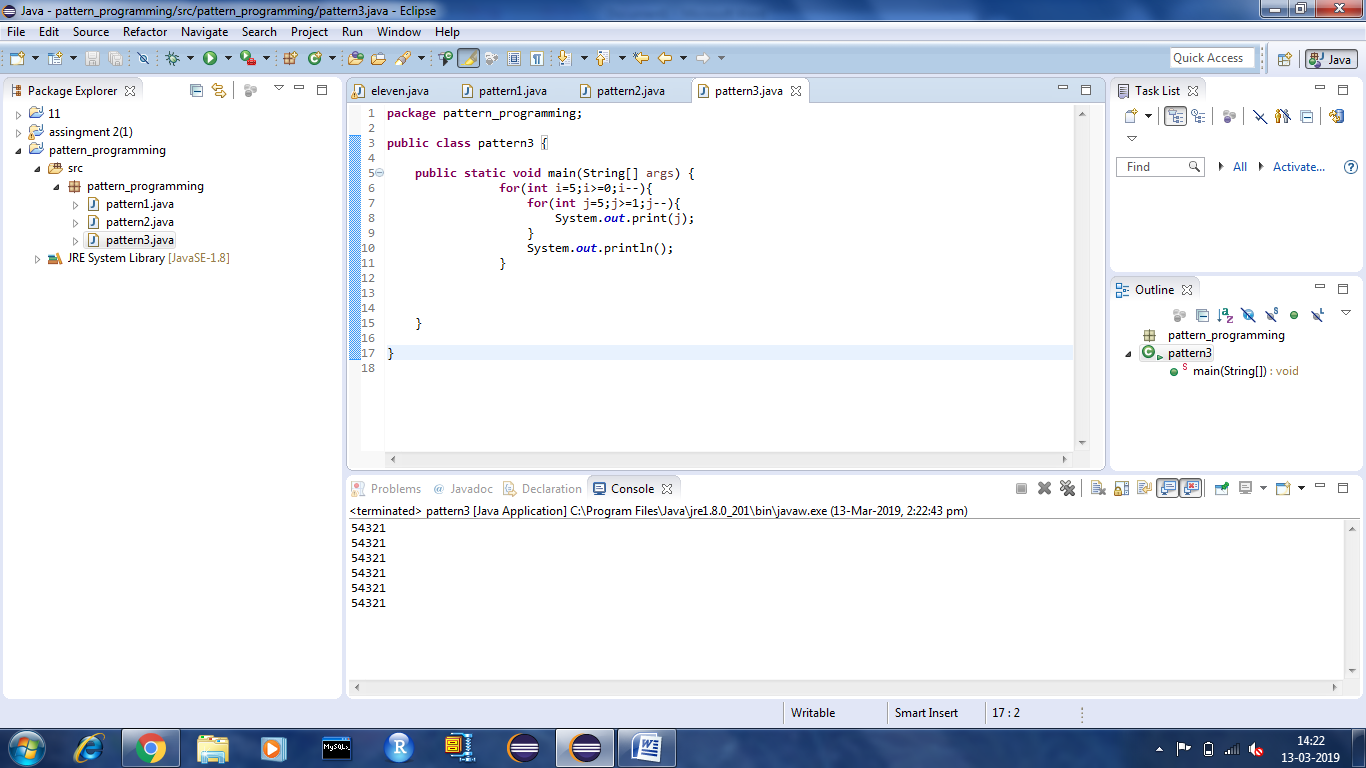 Java - pattern_programming/src/pattern_programming/pattern3.java - Eclipse
File Edit Source Refactor Navigate Search Project Run Window Help
Quick Access
Java
Package Explorer
11
assingment 2(1)
pattern_programming
src
pattern_programming
pattern1.java
pattern2.java
pattern3.java
JRE System Library [JavaSE-1.8]
eleven.java pattern1.java pattern2.java pattern3.java
1 package pattern_programming;
2
3 public class pattern3 {
4
5 public static void main(String[] args) {
6 for(int i=5;i>=0;i--){
7 for(int j=5;j>=1;j--){
8 System.out.print(j);
9 }
10 System.out.println();
11 }
12
13
14
15 }
16
17 }
18
Task List
Find All Activate...
Outline
pattern_programming
pattern3
main(String[]) : void
Problems @ Javadoc Declaration Console
<terminated> pattern3 [Java Application] C:\Program Files\Java\jre1.8.0_201\bin\javaw.exe (13-Mar-2019, 2:22:43 pm)
54321
54321
54321
54321
54321
54321
Writable Smart Insert 17 : 2
14:22
13-03-2019